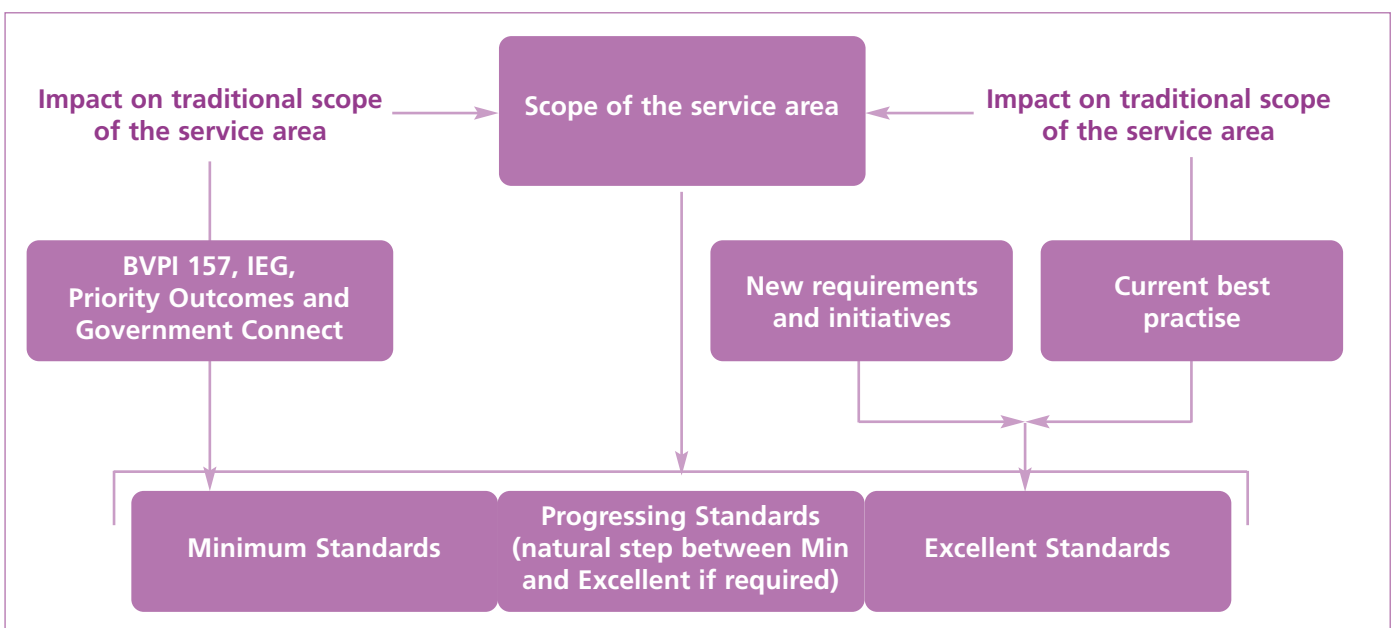 Impact on traditional scope
of the service area
Scope of the service area
Impact on traditional scope
of the service area
BVPI 157, IEG,
Priority Outcomes and
Government Connect
New requirements
and initiatives
Current best
practise
Minimum Standards
Progressing Standards
(natural step between Min
and Excellent if required)
Excellent Standards